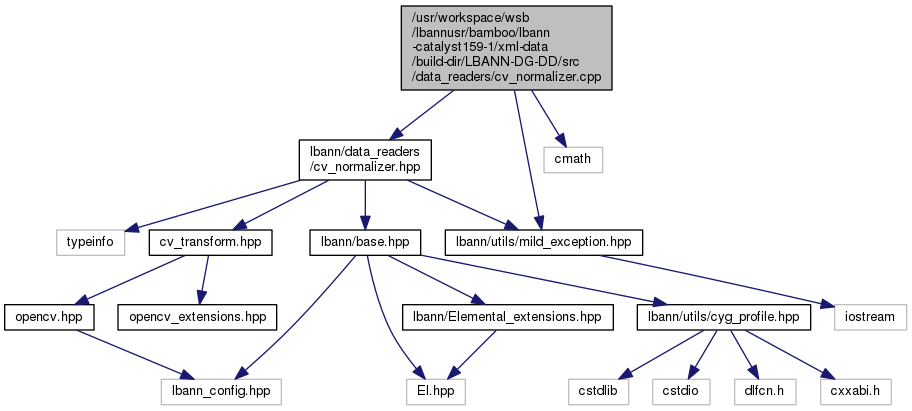 /usr/workspace/wsb
/lbannusr/bamboo/lbann
-catalyst159-1/xml-data
/build-dir/LBANN-DG-DD/src
/data_readers/cv_normalizer.cpp
lbann/data_readers
/cv_normalizer.hpp
cmath
typeinfo
cv_transform.hpp
lbann/base.hpp
lbann/utils/mild_exception.hpp
opencv.hpp
opencv_extensions.hpp
lbann/Elemental_extensions.hpp
lbann/utils/cyg_profile.hpp
iostream
lbann_config.hpp
El.hpp
cstdlib
cstdio
dlfcn.h
cxxabi.h